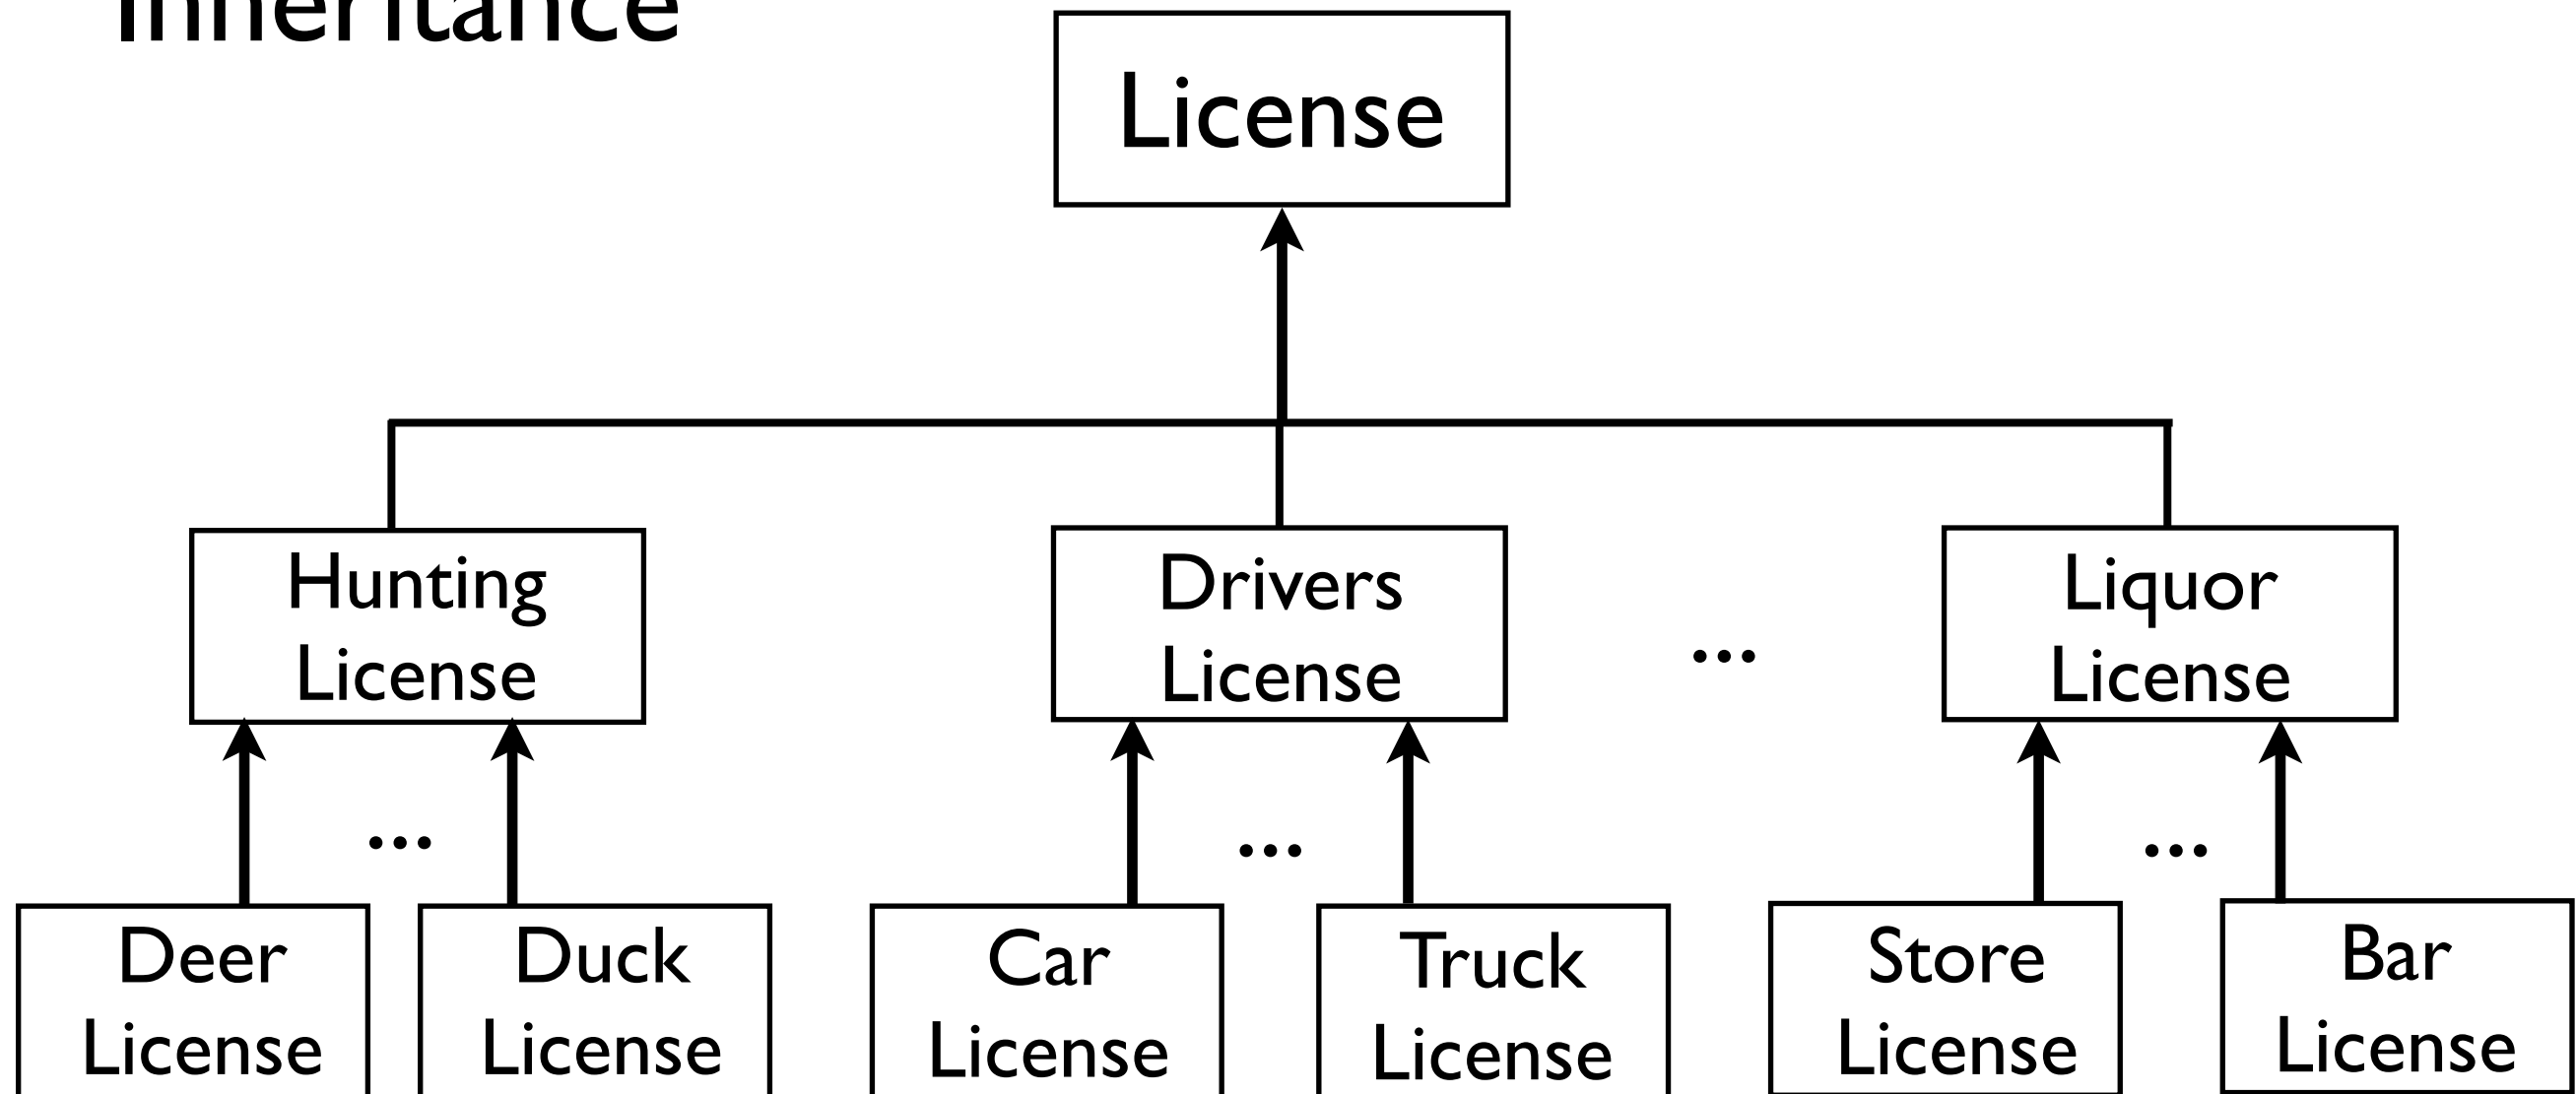 Inheritance
License
Hunting
License
Drivers
License
...
Liquor
License
...
...
...
Deer
License
Duck
License
Car
License
Truck
License
Store
License
Bar
License